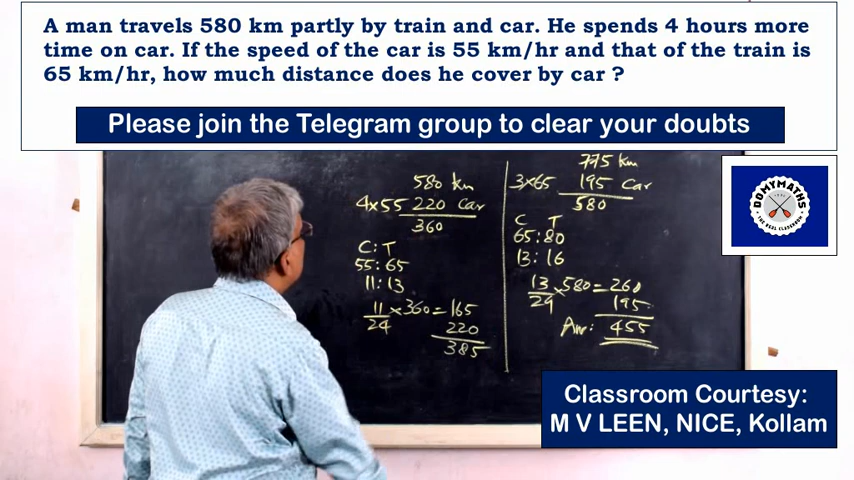 A man travels 580 km partly by train and car. He spends 4 hours more
time on car. If the speed of the car is 55 km/hr and that of the train is
65 km/hr, how much distance does he cover by car ?
Please join the Telegram group to clear your doubts
580 km
4x55 220 Car
360
C:T
55:65
11:13
11/24 x 360 = 165
220
385
775 km
3x65 195 Car
580
C T
65:80
13:16
13/29 x 580 = 260
195
Ans: 455
DOMYMATHS
THE REAL CLASSROOM
Classroom Courtesy:
M V LEEN, NICE, Kollam